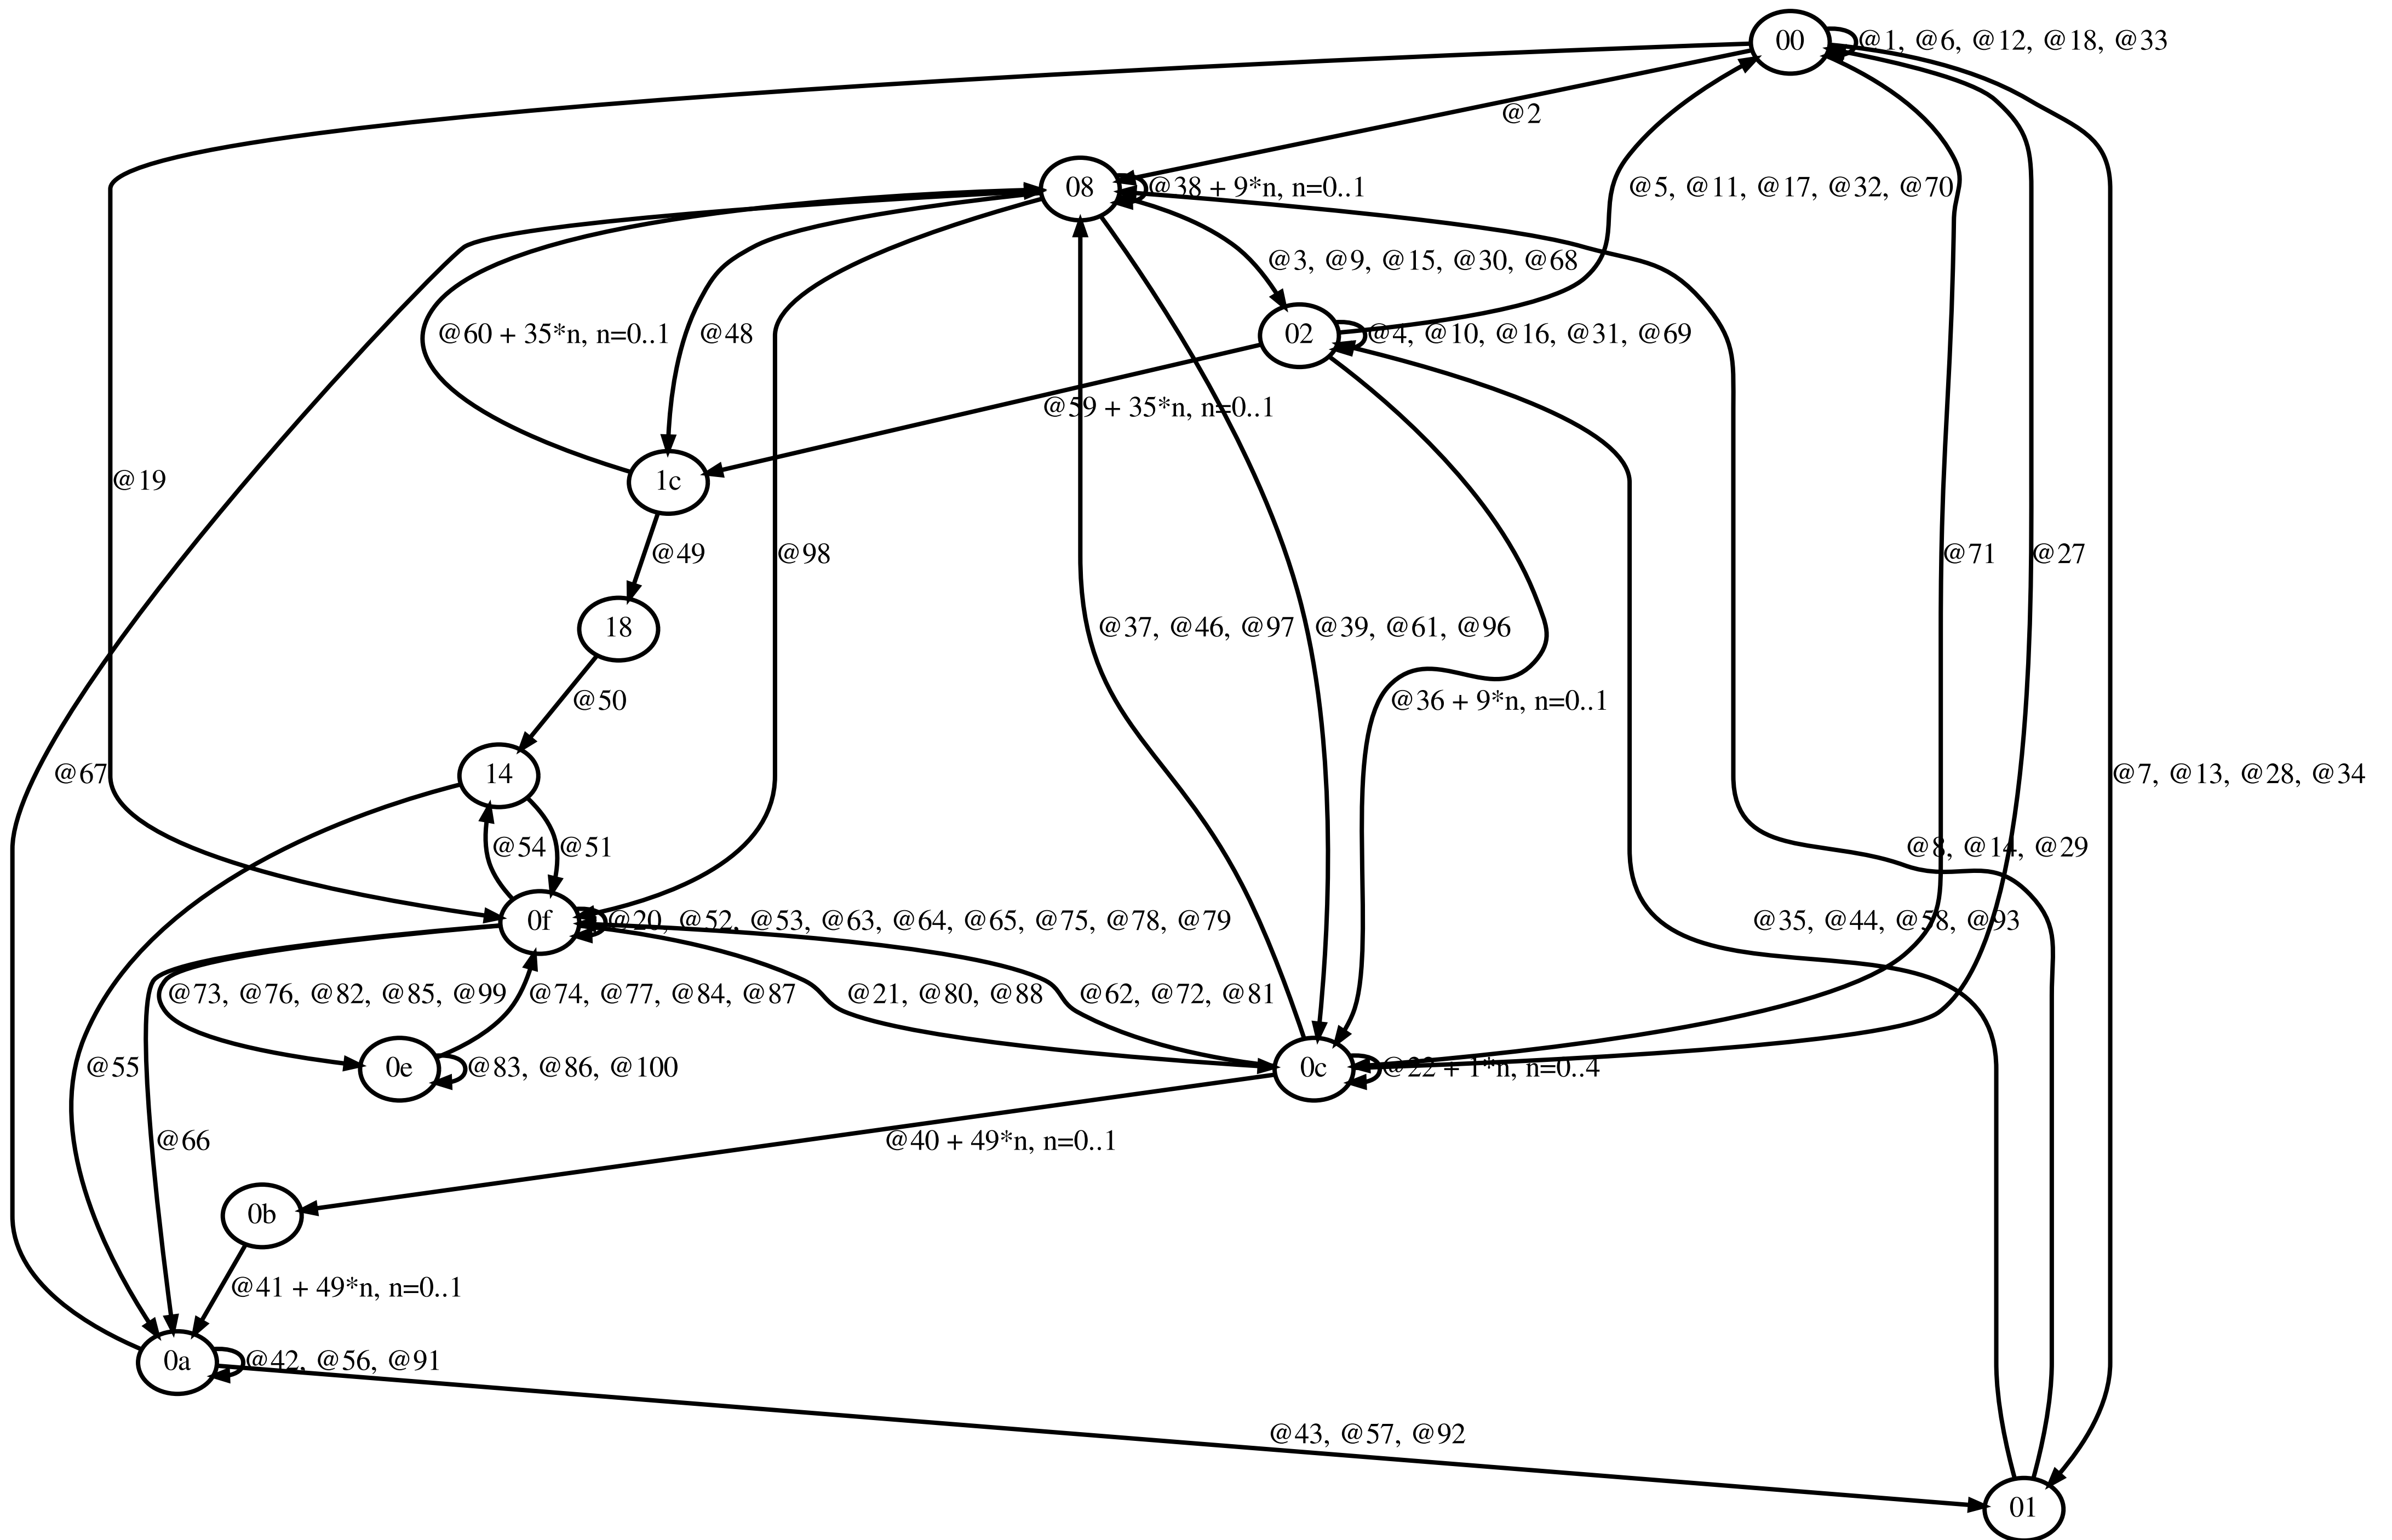 00
@1, @6, @12, @18, @33
@2
08
@38 + 9*n, n=0..1
@5, @11, @17, @32, @70
@3, @9, @15, @30, @68
@60 + 35*n, n=0..1
@48
02
@4, @10, @16, @31, @69
@59 + 35*n, n=0..1
@19
1c
@49
@98
@71
@27
18
@37, @46, @97
@39, @61, @96
@50
@36 + 9*n, n=0..1
@67
14
@7, @13, @28, @34
@54
@51
@8, @14, @29
0f
@20, @52, @53, @63, @64, @65, @75, @78, @79
@35, @44, @58, @93
@73, @76, @82, @85, @99
@74, @77, @84, @87
@21, @80, @88
@62, @72, @81
@55
0e
@83, @86, @100
0c
@22 + 1*n, n=0..4
@66
@40 + 49*n, n=0..1
0b
@41 + 49*n, n=0..1
0a
@42, @56, @91
@43, @57, @92
01